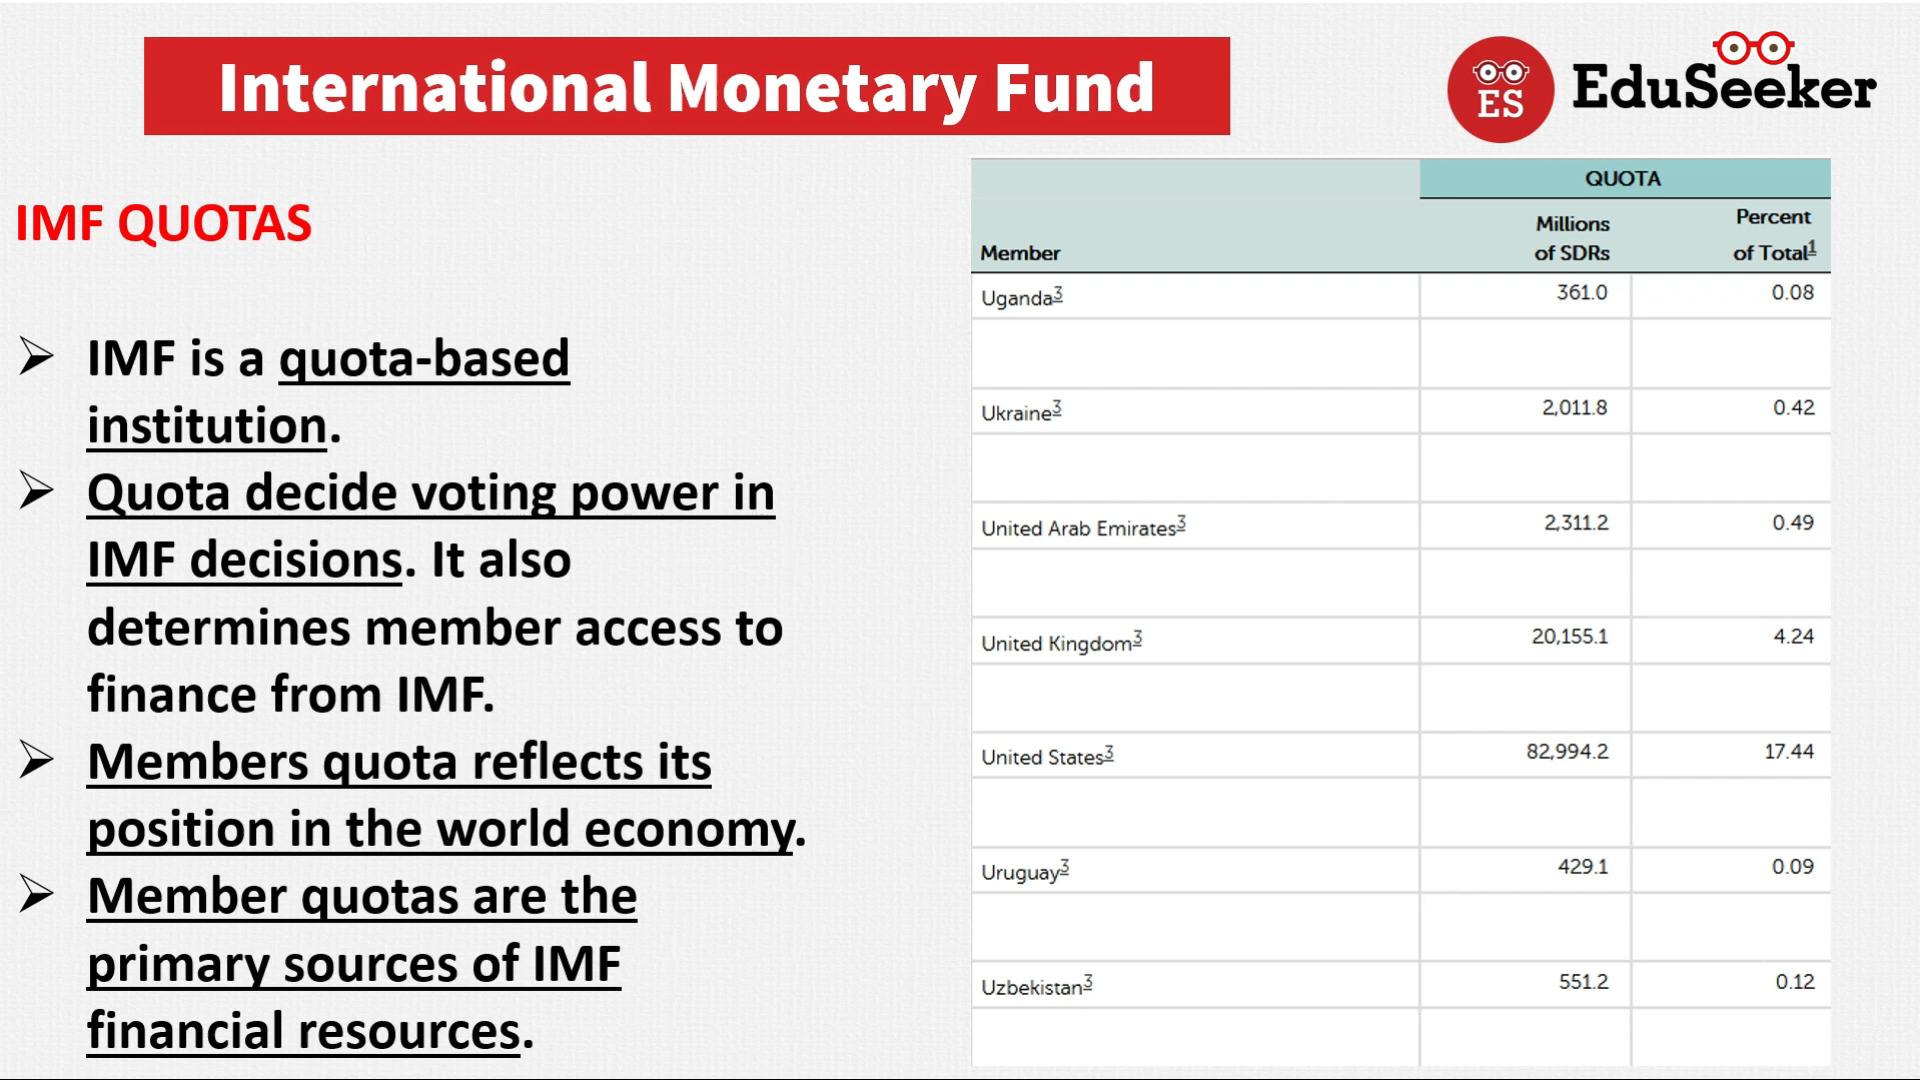 International Monetary Fund
ES
EduSeeker
IMF QUOTAS
IMF is a quota-based
institution.
Quota decide voting power in
IMF decisions. It also
determines member access to
finance from IMF.
Members quota reflects its
position in the world economy.
Member quotas are the
primary sources of IMF
financial resources.
QUOTA
Member Millions of SDRs Percent of Total1
Uganda3 361.0 0.08
Ukraine3 2,011.8 0.42
United Arab Emirates3 2,311.2 0.49
United Kingdom3 20,155.1 4.24
United States3 82,994.2 17.44
Uruguay3 429.1 0.09
Uzbekistan3 551.2 0.12